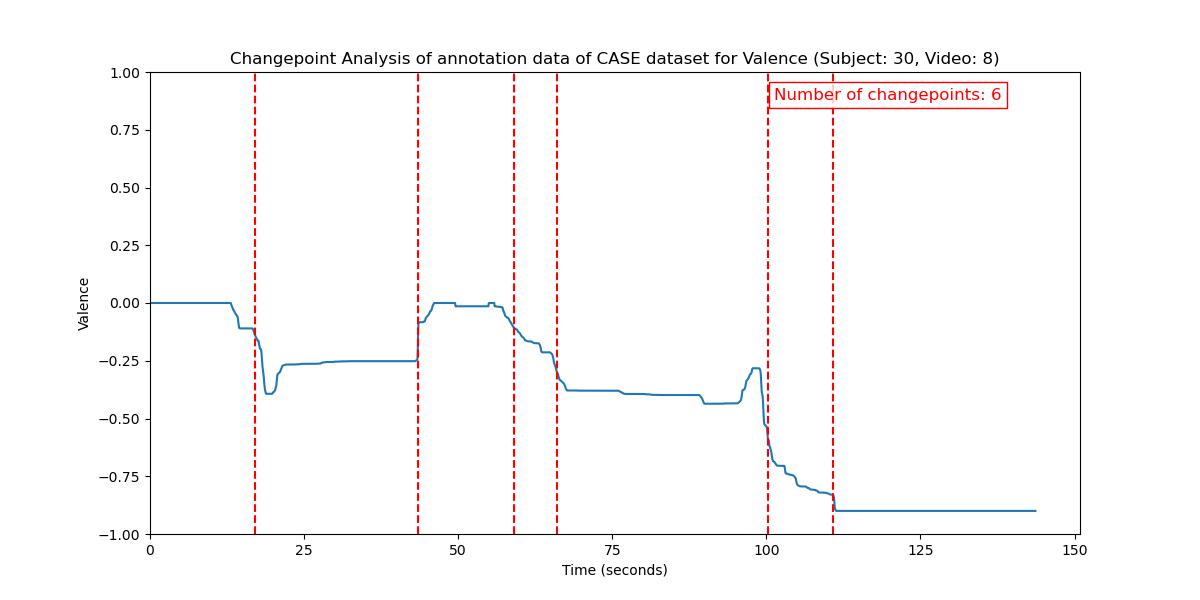 Changepoint Analysis of annotation data of CASE dataset for Valence (Subject: 30, Video: 8)
Number of changepoints: 6
Valence
1.00
0.75
0.50
0.25
0.00
−0.25
−0.50
−0.75
−1.00
0 25 50 75 100 125 150
Time (seconds)